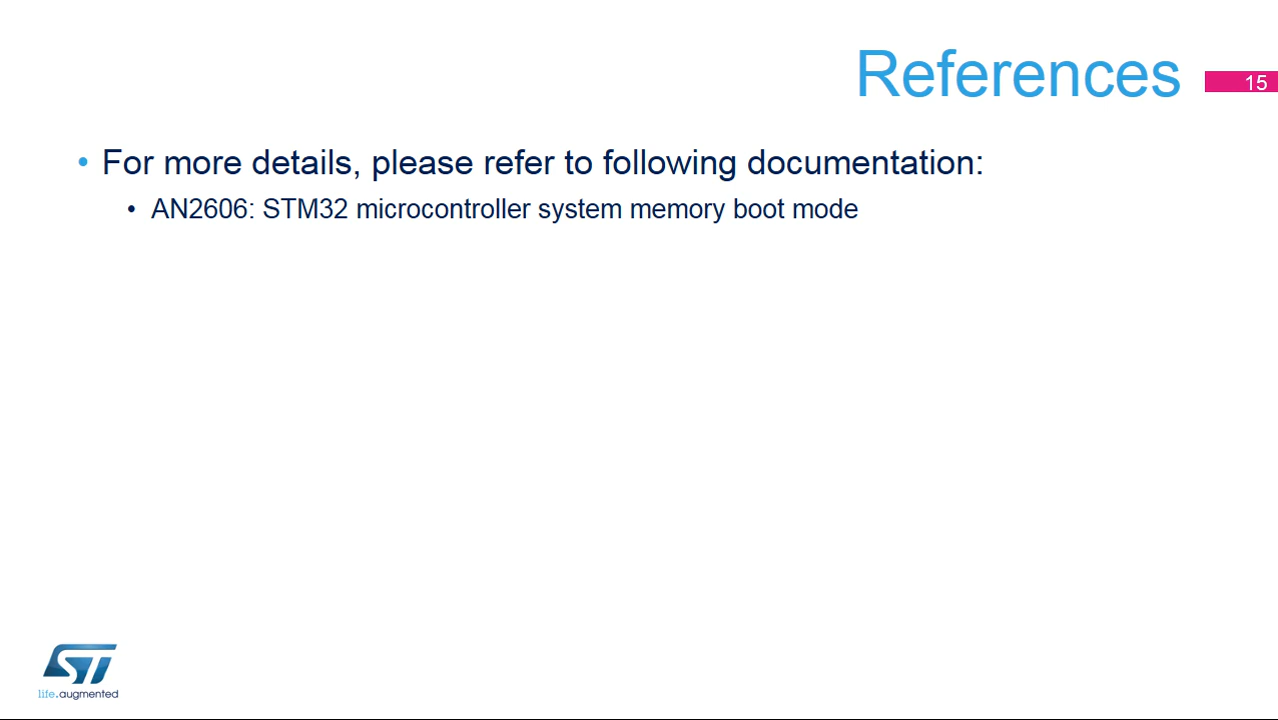 References
15
• For more details, please refer to following documentation:
• AN2606: STM32 microcontroller system memory boot mode
ST
life.augmented